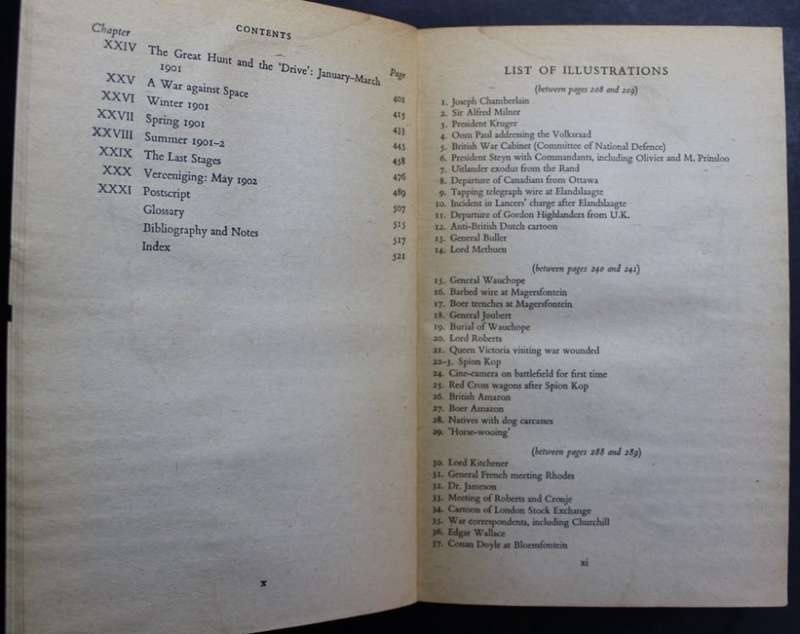 CONTENTS
Chapter Page
XXIV The Great Hunt and the 'Drive': January–March
1901 401
XXV A War against Space 415
XXVI Winter 1901 433
XXVII Spring 1901 445
XXVIII Summer 1901–2 458
XXIX The Last Stages 476
XXX Vereeniging: May 1902 489
XXXI Postscript 507
Glossary 515
Bibliography and Notes 517
Index 521
x
LIST OF ILLUSTRATIONS
(between pages 208 and 209)
1. Joseph Chamberlain
2. Sir Alfred Milner
3. President Kruger
4. Oom Paul addressing the Volksraad
5. British War Cabinet (Committee of National Defence)
6. President Steyn with Commandants, including Olivier and M. Prinsloo
7. Uitlander exodus from the Rand
8. Departure of Canadians from Ottawa
9. Tapping telegraph wire at Elandslaagte
10. Incident in Lancers' charge after Elandslaagte
11. Departure of Gordon Highlanders from U.K.
12. Anti-British Dutch cartoon
13. General Buller
14. Lord Methuen
(between pages 240 and 241)
15. General Wauchope
16. Barbed wire at Magersfontein
17. Boer trenches at Magersfontein
18. General Joubert
19. Burial of Wauchope
20. Lord Roberts
21. Queen Victoria visiting war wounded
22–3. Spion Kop
24. Cine-camera on battlefield for first time
25. Red Cross wagons after Spion Kop
26. British Amazon
27. Boer Amazon
28. Natives with dog carcases
29. 'Horse-wooing'
(between pages 288 and 289)
30. Lord Kitchener
31. General French meeting Rhodes
32. Dr. Jameson
33. Meeting of Roberts and Cronje
34. Cartoon of London Stock Exchange
35. War correspondents, including Churchill
36. Edgar Wallace
37. Conan Doyle at Bloemfontein
xi